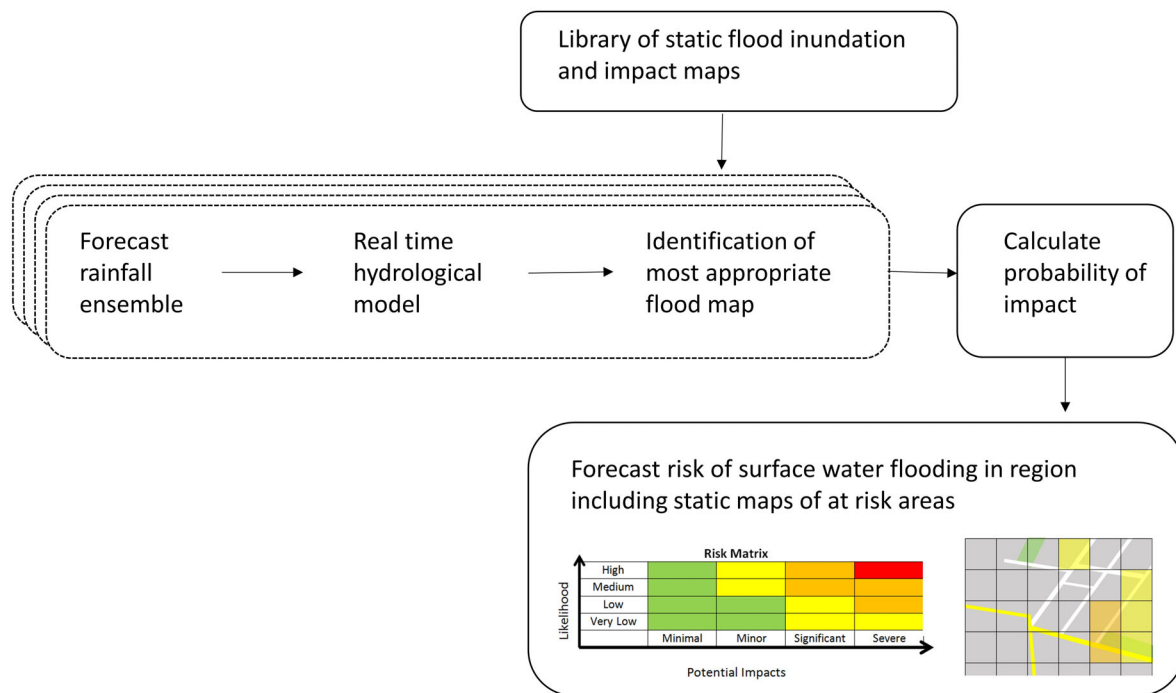 Library of static flood inundation
and impact maps
Forecast
rainfall
ensemble
Real time
hydrological
model
Identification of
most appropriate
flood map
Calculate
probability of
impact
Forecast risk of surface water flooding in region
including static maps of at risk areas
Risk Matrix
Likelihood
High
Medium
Low
Very Low
Minimal
Minor
Significant
Severe
Potential Impacts